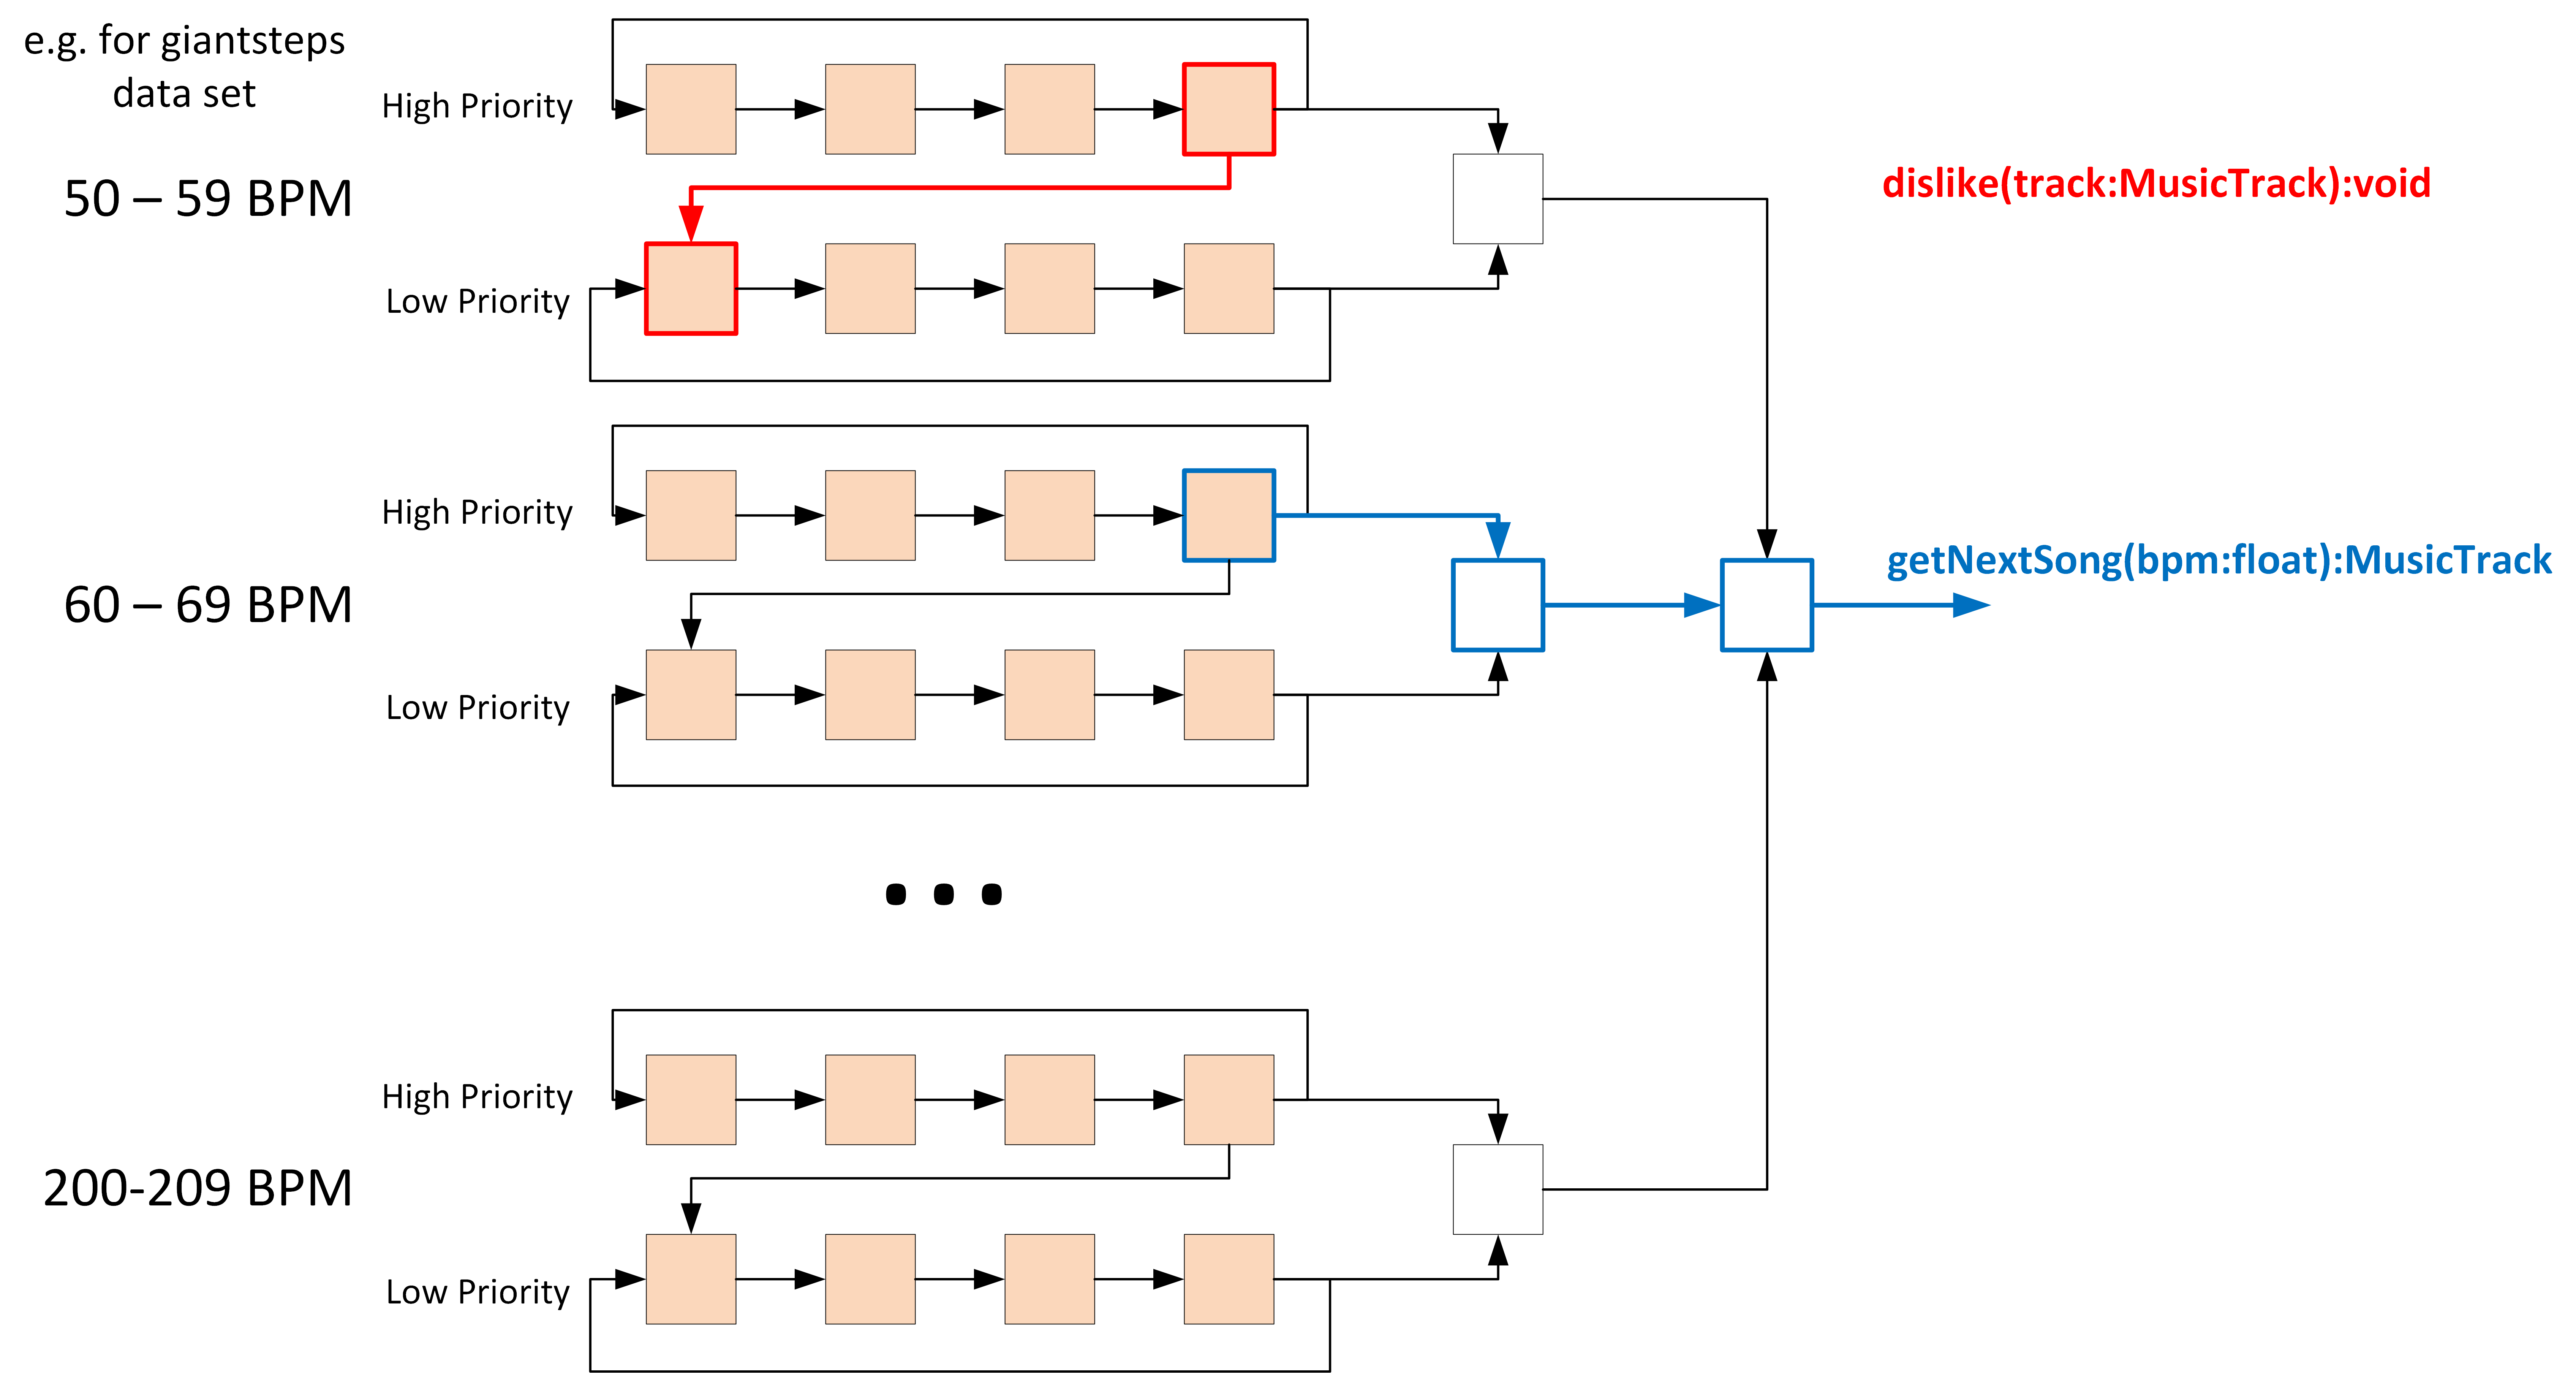 e.g. for giantsteps
data set
High Priority
50 – 59 BPM
dislike(track:MusicTrack):void
Low Priority
High Priority
getNextSong(bpm:float):MusicTrack
60 – 69 BPM
Low Priority
...
High Priority
200-209 BPM
Low Priority